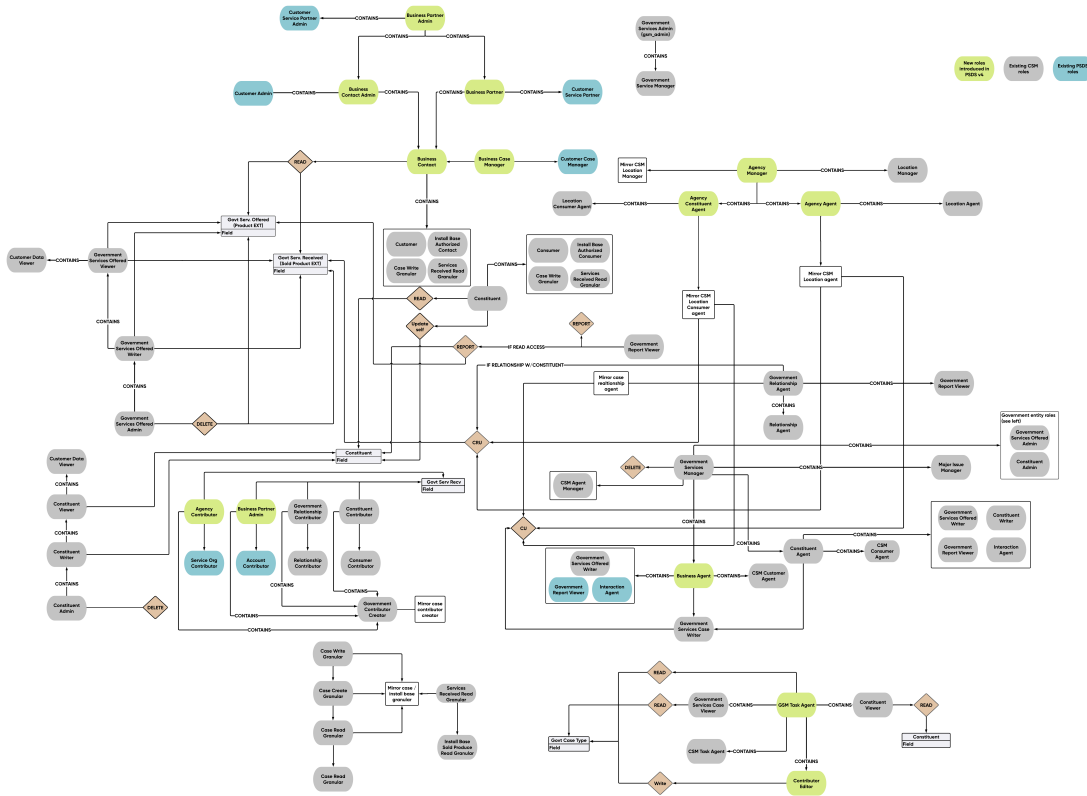 Customer
Service Partner
Admin
CONTAINS
Business Partner
Admin
CONTAINS
CONTAINS
Government
Services Admin
(gsm_admin)
CONTAINS
Government
Service Manager
New roles
introduced in
PSDS v4
Existing CSM
roles
Existing PSDS
roles
Customer Admin
CONTAINS
Business
Contact Admin
CONTAINS
CONTAINS
Business Partner
CONTAINS
Customer
Service Partner
READ
Business
Contact
Business Case
Manager
Customer Case
Manager
CONTAINS
Mirror CSM
Location
Manager
Agency
Manager
CONTAINS
Location
Manager
Location
Consumer Agent
CONTAINS
Agency
Constituent
Agent
CONTAINS
CONTAINS
Agency Agent
CONTAINS
Location Agent
Govt Serv. Offered
(Product EXT)
Field
Customer Data
Viewer
CONTAINS
Government
Services Offered
Viewer
Govt Serv. Received
(Sold Product EXT)
Field
Customer
Install Base
Authorized
Contact
Case Write
Granular
Services
Received Read
Granular
Consumer
Install Base
Authorized
Consumer
Case Write
Granular
Services
Received Read
Granular
CONTAINS
Mirror CSM
Location agent
Mirror CSM
Location
Consumer
agent
READ
Constituent
Update
self
CONTAINS
REPORT
REPORT
IF READ ACCESS
Government
Report Viewer
Government
Services Offered
Writer
CONTAINS
IF RELATIONSHIP W/ CONSTITUENT
Mirror case
realtionship
agent
Government
Relationship
Agent
CONTAINS
Government
Report Viewer
CONTAINS
Relationship
Agent
Government
Services Offered
Admin
DELETE
CRU
Government entity roles
(see left)
Government
Services Offered
Admin
Constituent
Admin
CONTAINS
Constituent
Field
Customer Data
Viewer
CONTAINS
Constituent
Viewer
CONTAINS
Constituent
Writer
CONTAINS
Constituent
Admin
DELETE
Govt Serv Recv
Field
Agency
Contributor
Business Partner
Admin
Government
Relationship
Contributor
Constituent
Contributor
Service Org
Contributor
Account
Contributor
Relationship
Contributor
Consumer
Contributor
CONTAINS
CONTAINS
Government
Contributor
Creator
Mirror case
contributor
creator
CONTAINS
CONTAINS
DELETE
Government
Services
Manager
CONTAINS
Major Issue
Manager
CSM Agent
Manager
CU
CONTAINS
CONTAINS
Constituent
Agent
CONTAINS
CSM
Consumer
Agent
CONTAINS
Government
Services Offered
Writer
Constituent
Writer
Government
Report Viewer
Interaction
Agent
Government
Services Offered
Writer
Government
Report Viewer
Interaction
Agent
CONTAINS
Business Agent
CONTAINS
CSM Customer
Agent
Government
Services Case
Writer
Case Write
Granular
Case Create
Granular
Mirror case /
install base
granular
Services
Received Read
Granular
Case Read
Granular
Install Base
Sold Produce
Read Granular
Case Read
Granular
READ
READ
Government
Services Case
Viewer
CONTAINS
GSM Task Agent
CONTAINS
Constituent
Viewer
READ
Govt Case Type
Field
CSM Task Agent
CONTAINS
Constituent
Field
CONTAINS
Write
Contributor
Editor